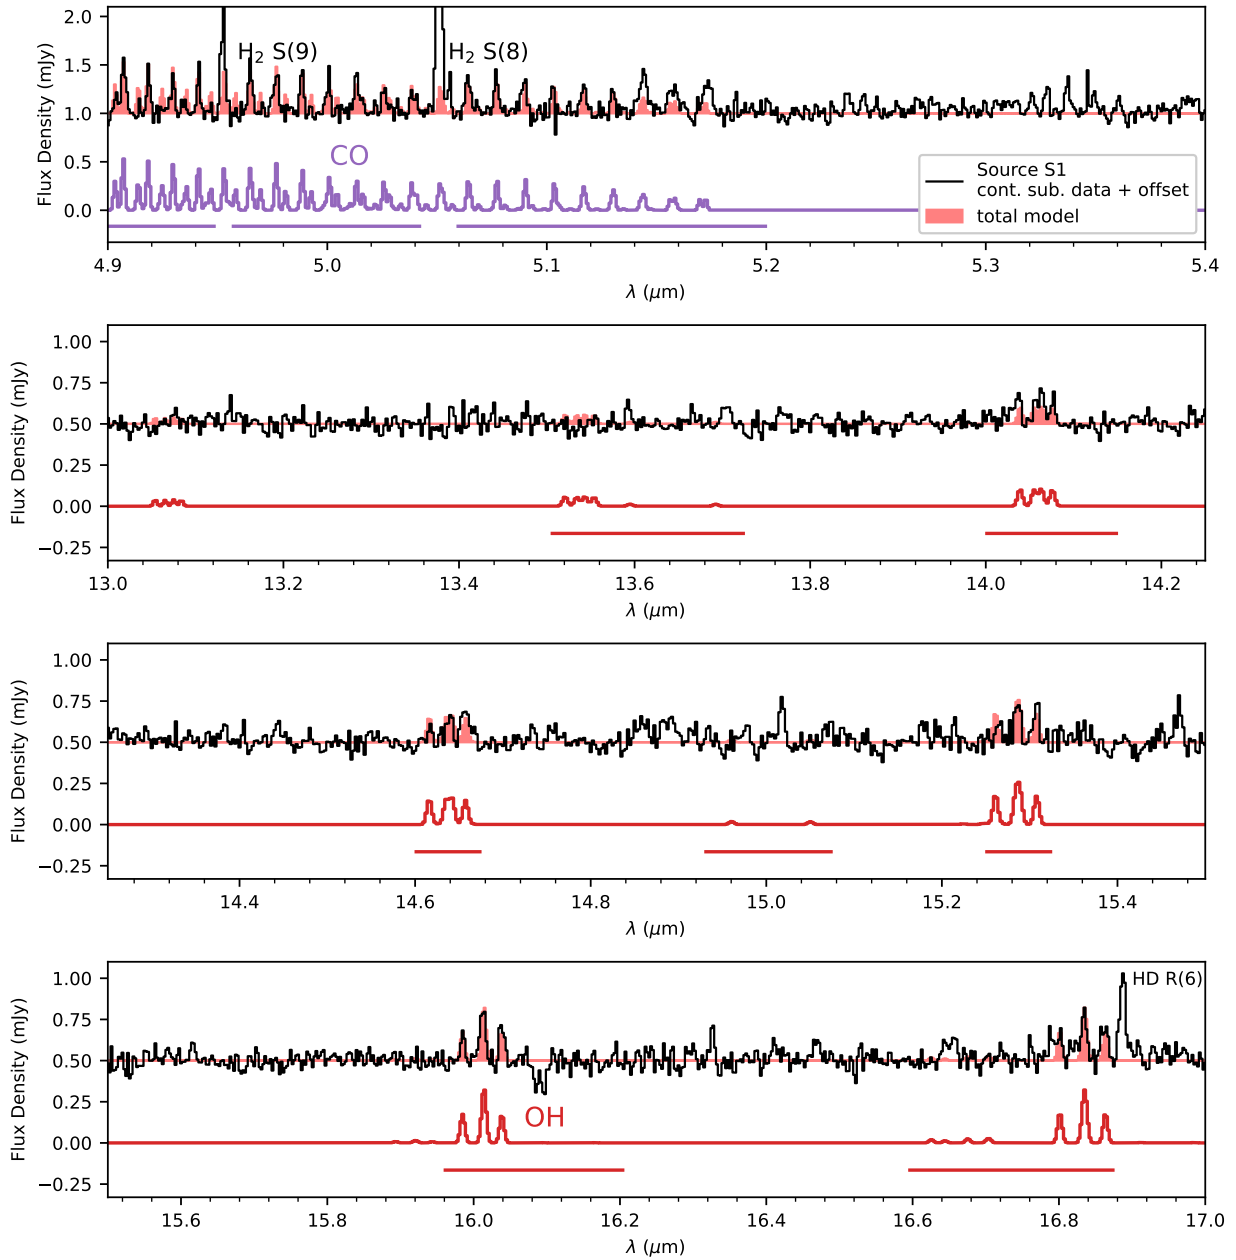 2.0
1.5
1.0
0.5
0.0
Flux Density (mJy)
H₂ S(9)
H₂ S(8)
CO
Source S1
cont. sub. data + offset
total model
4.9 5.0 5.1 5.2 5.3 5.4
λ (μm)
1.00
0.75
0.50
0.25
0.00
−0.25
Flux Density (mJy)
13.0 13.2 13.4 13.6 13.8 14.0 14.2
λ (μm)
1.00
0.75
0.50
0.25
0.00
−0.25
Flux Density (mJy)
14.4 14.6 14.8 15.0 15.2 15.4
λ (μm)
1.00
0.75
0.50
0.25
0.00
−0.25
Flux Density (mJy)
HD R(6)
OH
15.6 15.8 16.0 16.2 16.4 16.6 16.8 17.0
λ (μm)